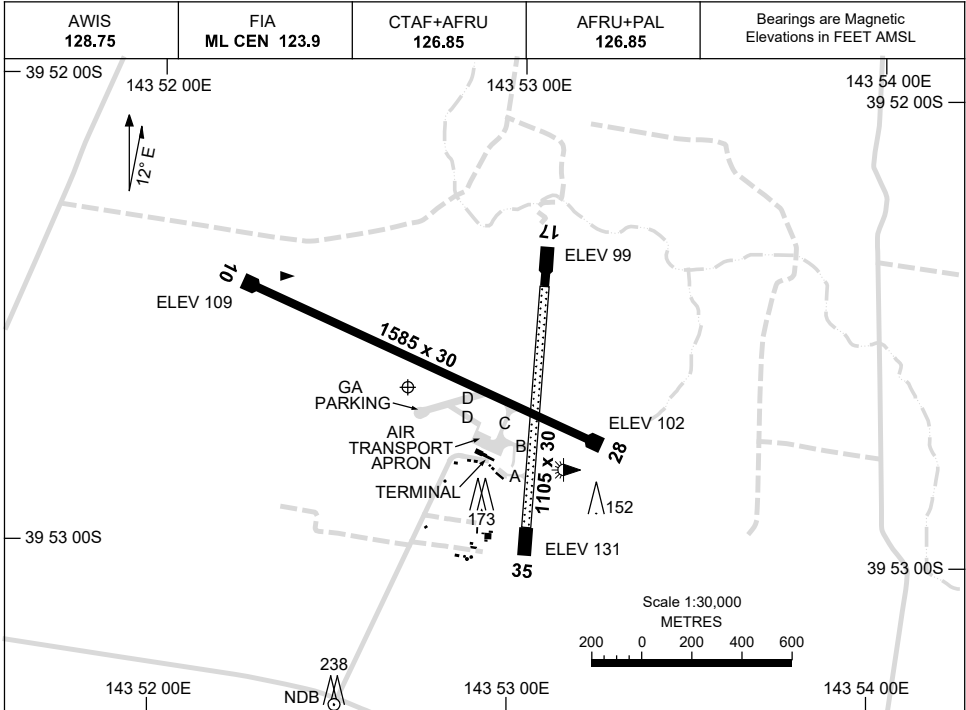 AWIS
128.75
FIA
ML CEN 123.9
CTAF+AFRU
126.85
AFRU+PAL
126.85
Bearings are Magnetic
Elevations in FEET AMSL
39 52 00S
143 52 00E
143 53 00E
143 54 00E
39 52 00S
12° E
17
ELEV 99
10
ELEV 109
1585 x 30
GA
PARKING
D
D
C
ELEV 102
28
AIR
TRANSPORT
APRON
B
1105 x 30
TERMINAL
A
152
173
39 53 00S
ELEV 131
35
39 53 00S
Scale 1:30,000
METRES
200 0 200 400 600
238
NDB
143 52 00E
143 53 00E
143 54 00E